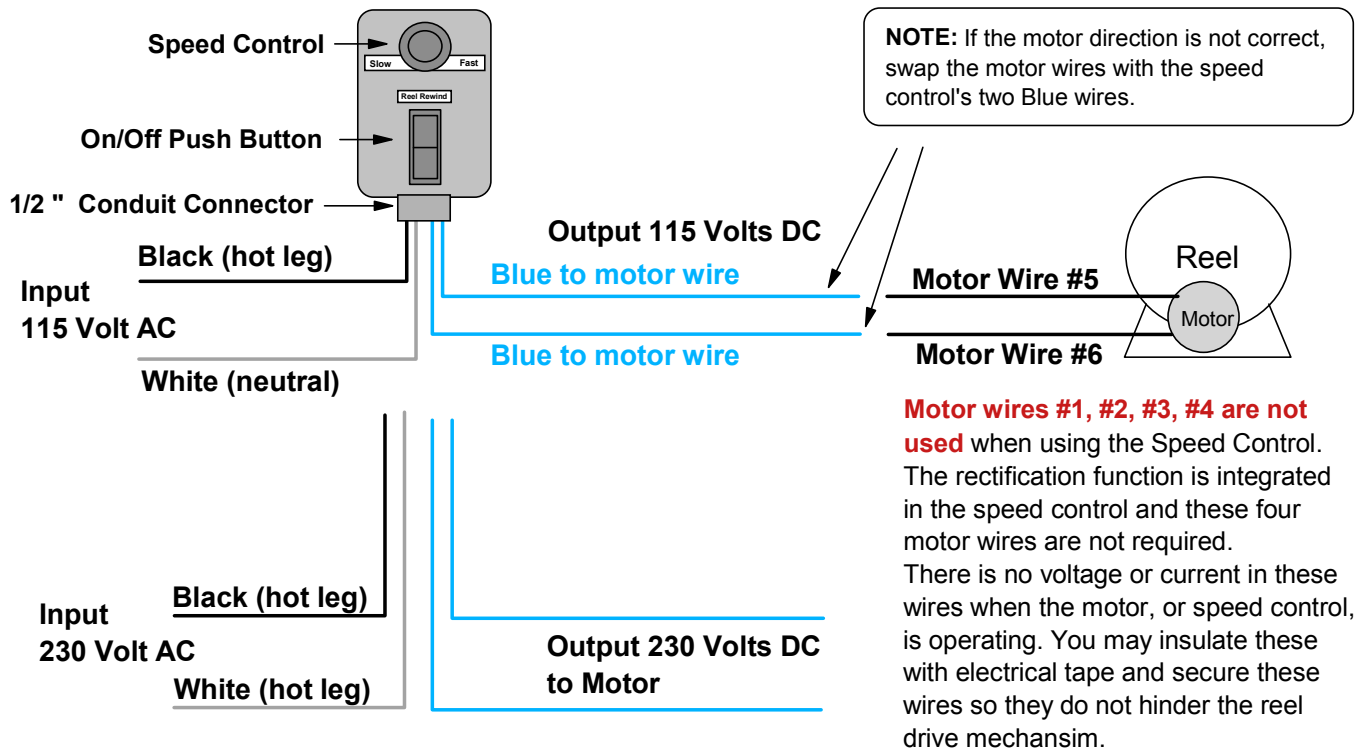 Speed Control
Slow
Fast
Reel Rewind
On/Off Push Button
1/2 " Conduit Connector
NOTE: If the motor direction is not correct,
swap the motor wires with the speed
control's two Blue wires.
Black (hot leg)
Input
115 Volt AC
White (neutral)
Output 115 Volts DC
Blue to motor wire
Blue to motor wire
Motor Wire #5
Motor Wire #6
Reel
Motor
Motor wires #1, #2, #3, #4 are not
used when using the Speed Control.
The rectification function is integrated
in the speed control and these four
motor wires are not required.
There is no voltage or current in these
wires when the motor, or speed control,
is operating. You may insulate these
with electrical tape and secure these
wires so they do not hinder the reel
drive mechansim.
Black (hot leg)
Input
230 Volt AC
White (hot leg)
Output 230 Volts DC
to Motor